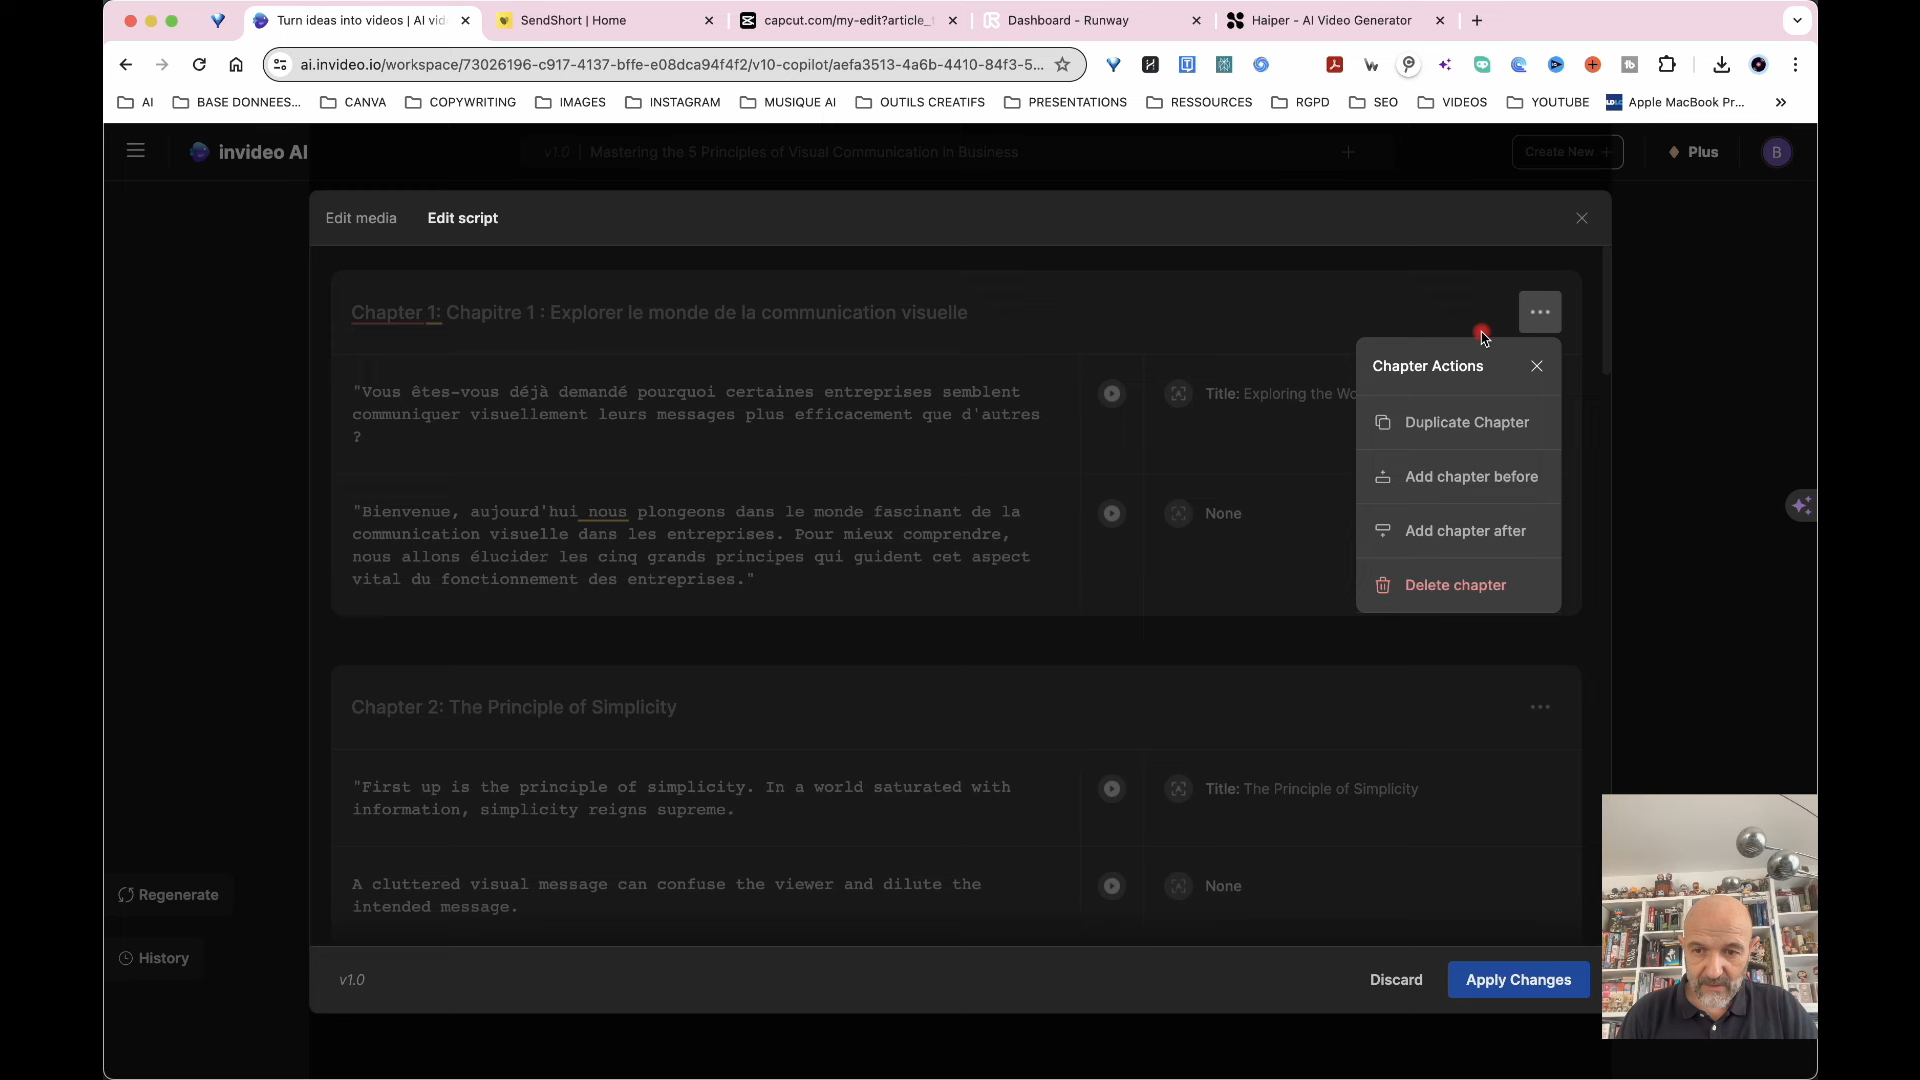 Turn ideas into videos | AI vid
SendShort | Home
capcut.com/my-edit?article_
Dashboard - Runway
Haiper - AI Video Generator
ai.invideo.io/workspace/73026196-c917-4137-bffe-e08dca94f4f2/v10-copilot/aefa3513-4a6b-4410-84f3-5...
AI
BASE DONNEES...
CANVA
COPYWRITING
IMAGES
INSTAGRAM
MUSIQUE AI
OUTILS CREATIFS
PRESENTATIONS
RESSOURCES
RGPD
SEO
VIDEOS
YOUTUBE
Apple MacBook Pr...
invideo AI
v1.0 | Mastering the 5 Principles of Visual Communication in Business
Create New +
Plus
B
Edit media
Edit script
Chapter 1: Chapitre 1 : Explorer le monde de la communication visuelle
"Vous êtes-vous déjà demandé pourquoi certaines entreprises semblent
communiquer visuellement leurs messages plus efficacement que d'autres
?
Title: Exploring the Wo
"Bienvenue, aujourd'hui nous plongeons dans le monde fascinant de la
communication visuelle dans les entreprises. Pour mieux comprendre,
nous allons élucider les cinq grands principes qui guident cet aspect
vital du fonctionnement des entreprises."
None
Chapter Actions
Duplicate Chapter
Add chapter before
Add chapter after
Delete chapter
Chapter 2: The Principle of Simplicity
"First up is the principle of simplicity. In a world saturated with
information, simplicity reigns supreme.
Title: The Principle of Simplicity
A cluttered visual message can confuse the viewer and dilute the
intended message.
None
Regenerate
History
v1.0
Discard
Apply Changes